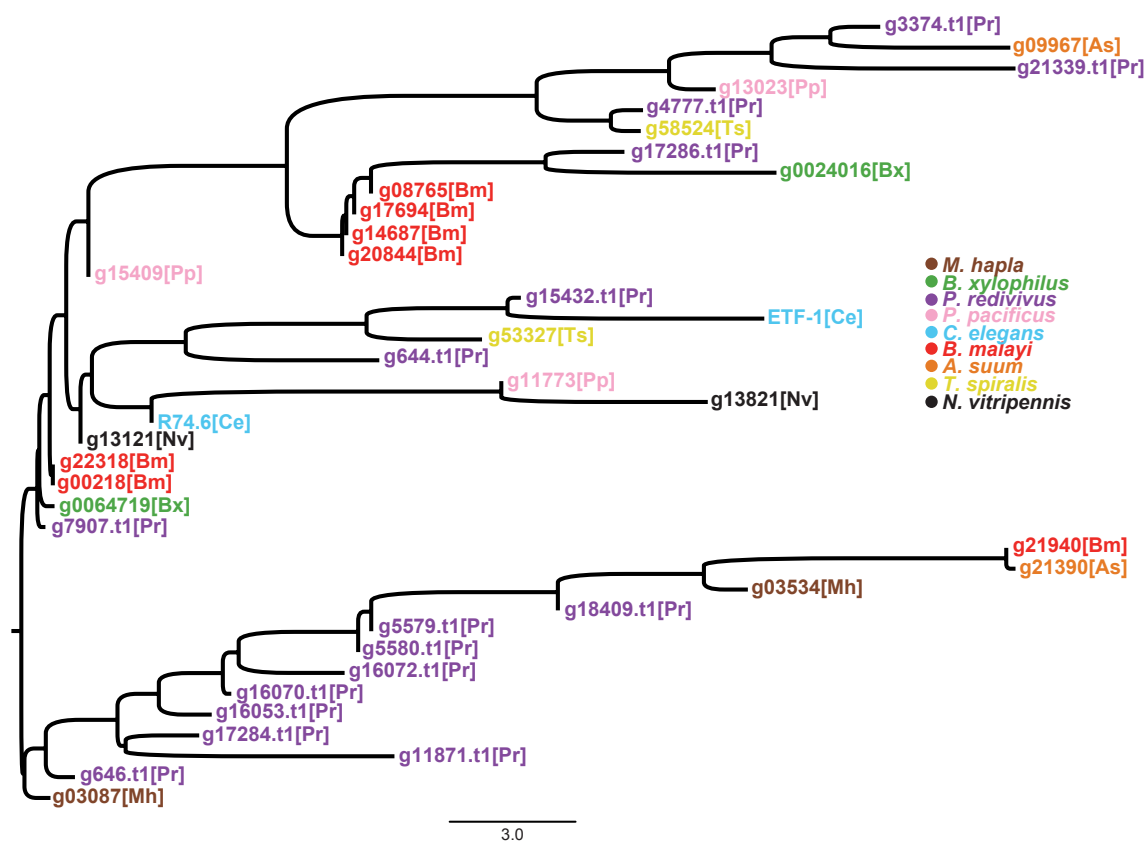 g3374.t1[Pr]
g09967[As]
g21339.t1[Pr]
g13023[Pp]
g4777.t1[Pr]
g58524[Ts]
g17286.t1[Pr]
g0024016[Bx]
g08765[Bm]
g17694[Bm]
g14687[Bm]
g20844[Bm]
g15409[Pp]
g15432.t1[Pr]
ETF-1[Ce]
g53327[Ts]
g644.t1[Pr]
g11773[Pp]
g13821[Nv]
R74.6[Ce]
g13121[Nv]
g22318[Bm]
g00218[Bm]
g0064719[Bx]
g7907.t1[Pr]
M. hapla
B. xylophilus
P. redivivus
P. pacificus
C. elegans
B. malayi
A. suum
T. spiralis
N. vitripennis
g21940[Bm]
g21390[As]
g03534[Mh]
g18409.t1[Pr]
g5579.t1[Pr]
g5580.t1[Pr]
g16072.t1[Pr]
g16070.t1[Pr]
g16053.t1[Pr]
g17284.t1[Pr]
g11871.t1[Pr]
g646.t1[Pr]
g03087[Mh]
3.0